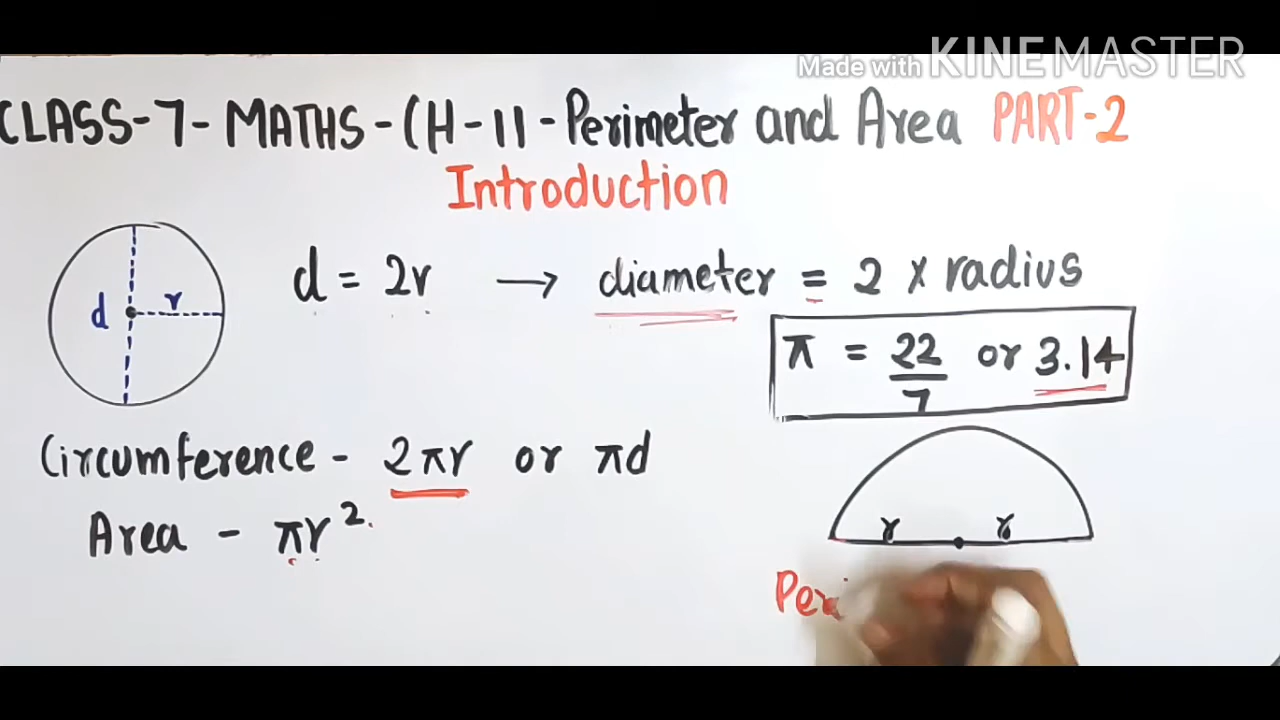 Made with KINEMASTER
CLASS-7-MATHS-CH-11-Perimeter and Area PART-2
Introduction
d r
d = 2r → diameter = 2 × radius
π = 22/7 or 3.14
Circumference - 2πr or πd
Area - πr².
r r